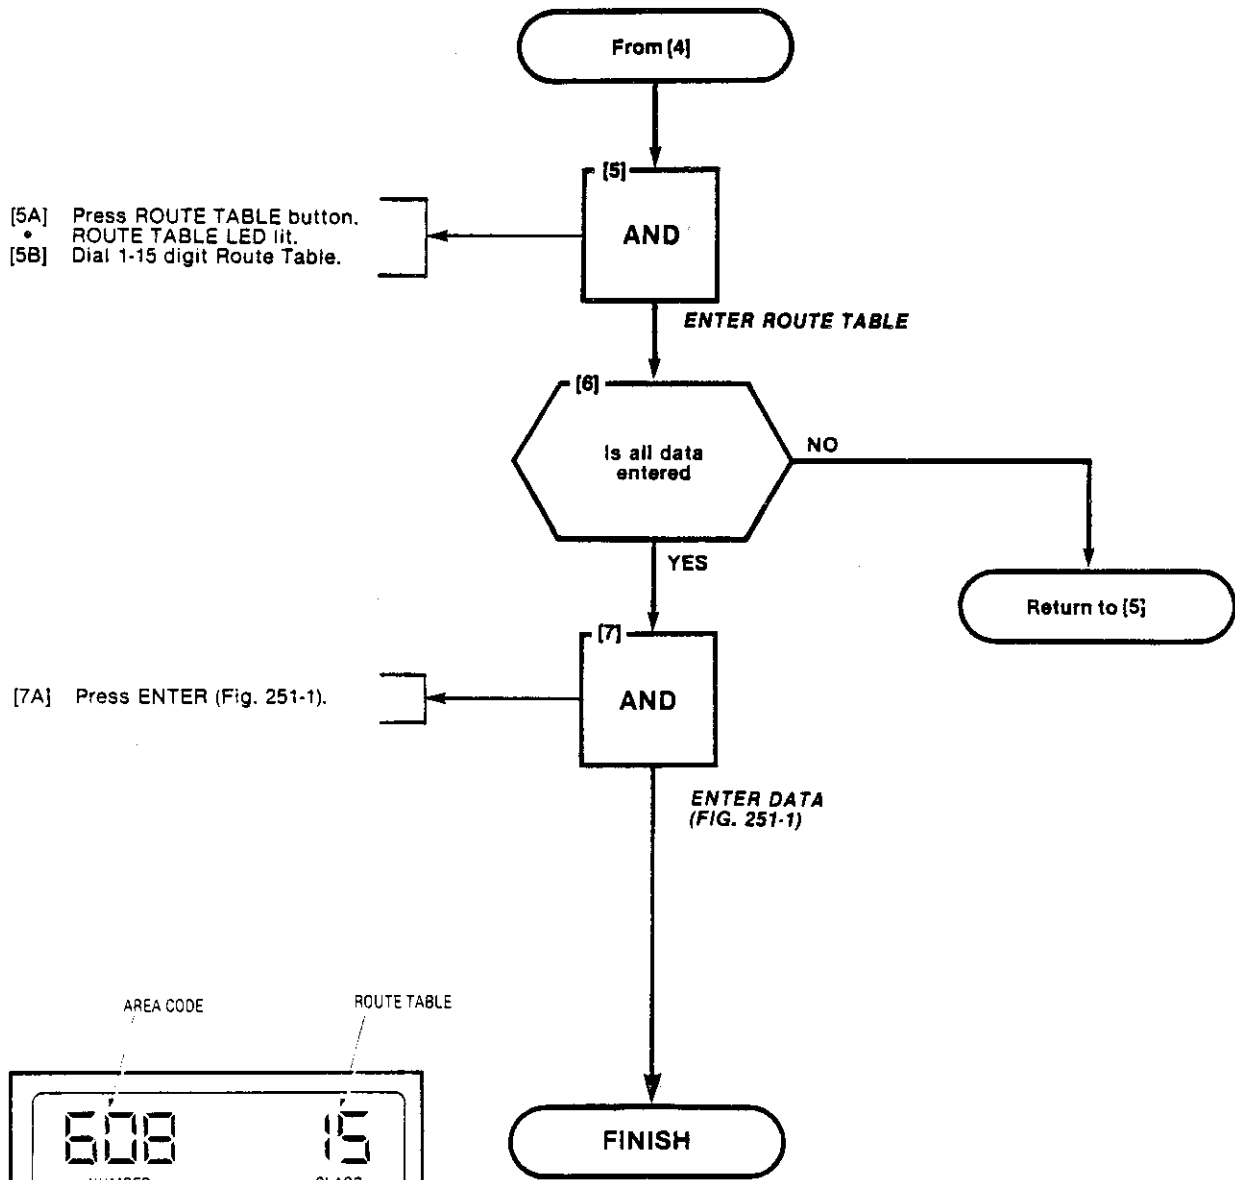 From [4]
[5]
AND
[5A] Press ROUTE TABLE button.
• ROUTE TABLE LED lit.
[5B] Dial 1-15 digit Route Table.
ENTER ROUTE TABLE
[6]
Is all data
entered
NO
YES
Return to [5]
[7]
AND
[7A] Press ENTER (Fig. 251-1).
ENTER DATA
(FIG. 251-1)
AREA CODE
ROUTE TABLE
608 15
NUMBER CLASS
FINISH